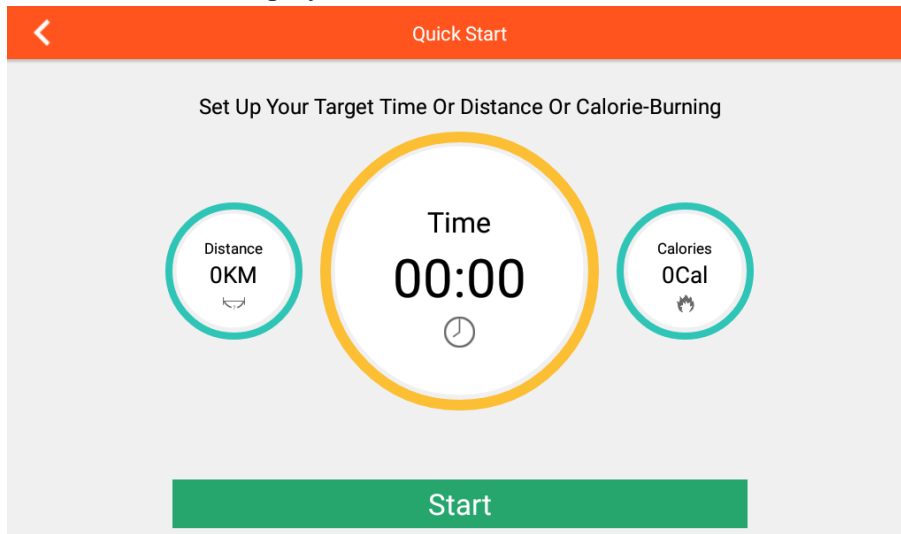 Quick Start
Set Up Your Target Time Or Distance Or Calorie-Burning
Time
00:00
Distance
0KM
Calories
0Cal
Start